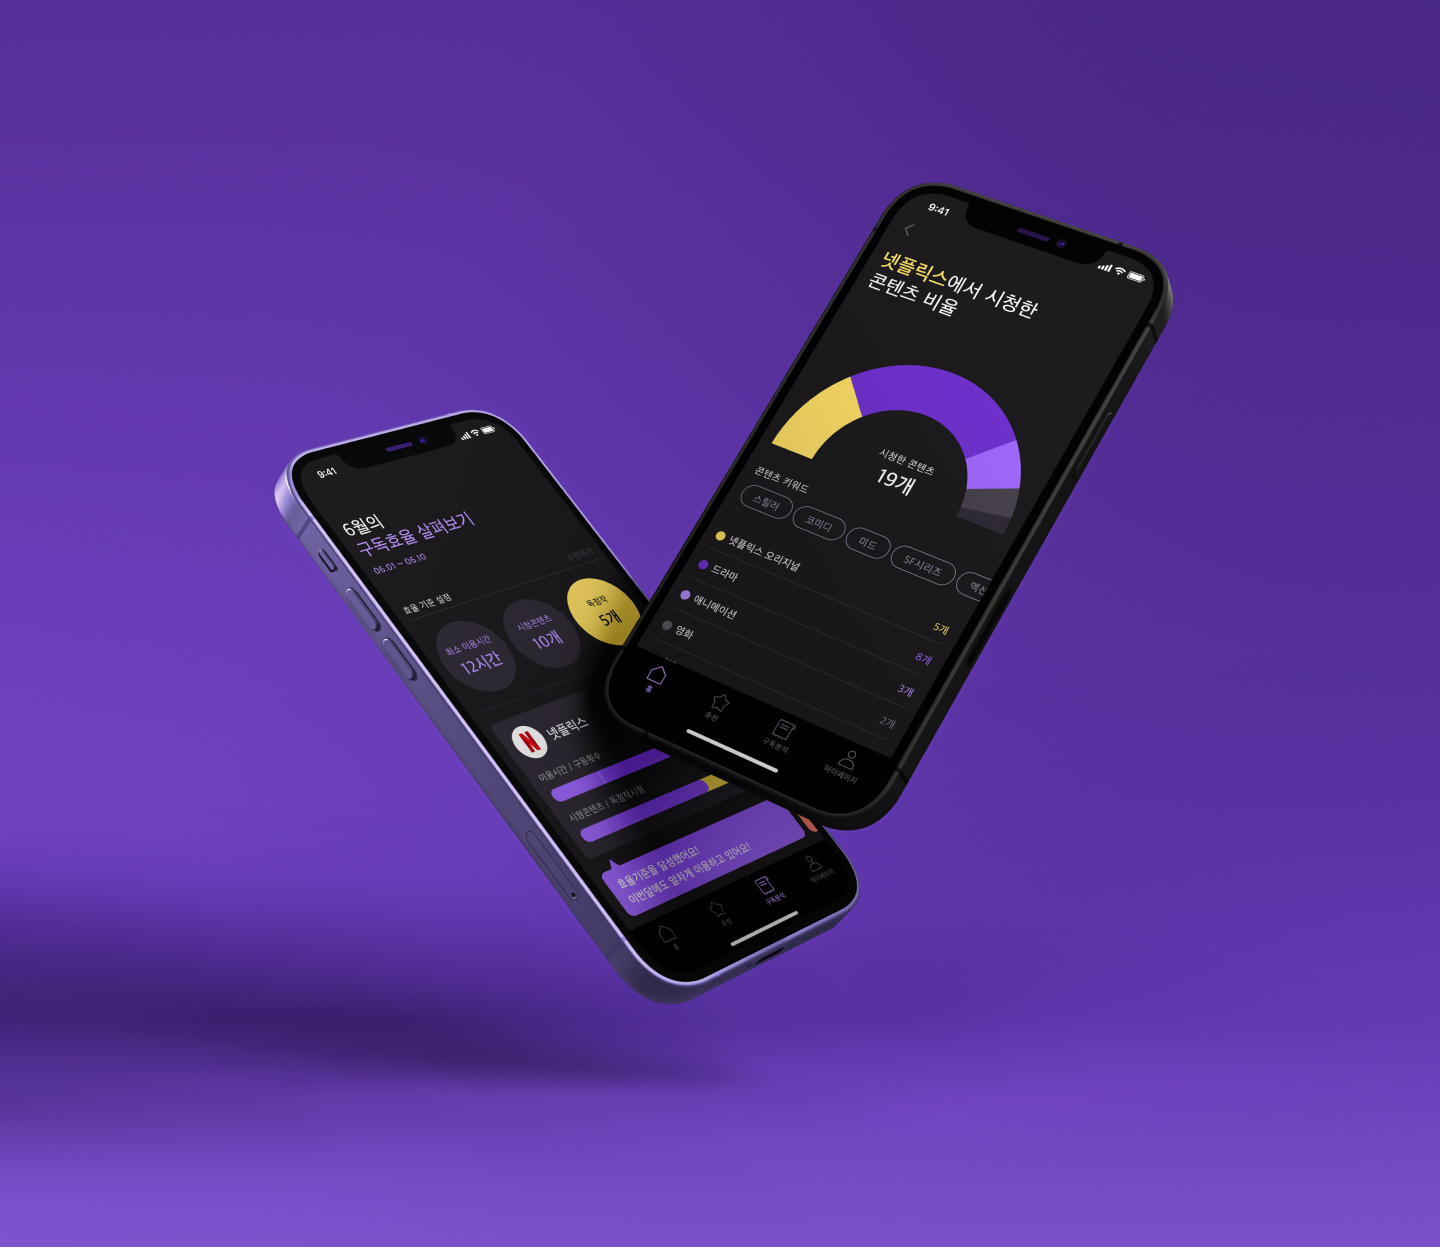 9:41
6월의
구독효율 살펴보기
06.01 ~ 06.10
수정하기
효율 기준 설정
최소 이용시간
12시간
시청콘텐츠
10개
독점작
5개
N
넷플릭스
이용시간 / 구동횟수
시청콘텐츠 / 독점작시청
효율기준을 달성했어요!
이번달에도 알차게 이용하고 있어요!
홈
추천
구독분석
마이페이지
9:41
넷플릭스에서 시청한
콘텐츠 비율
시청한 콘텐츠
19개
콘텐츠 키워드
스릴러
코미디
미드
SF시리즈
액션
넷플릭스 오리지널
5개
드라마
8개
애니메이션
3개
영화
2개
홈
추천
구독분석
마이페이지